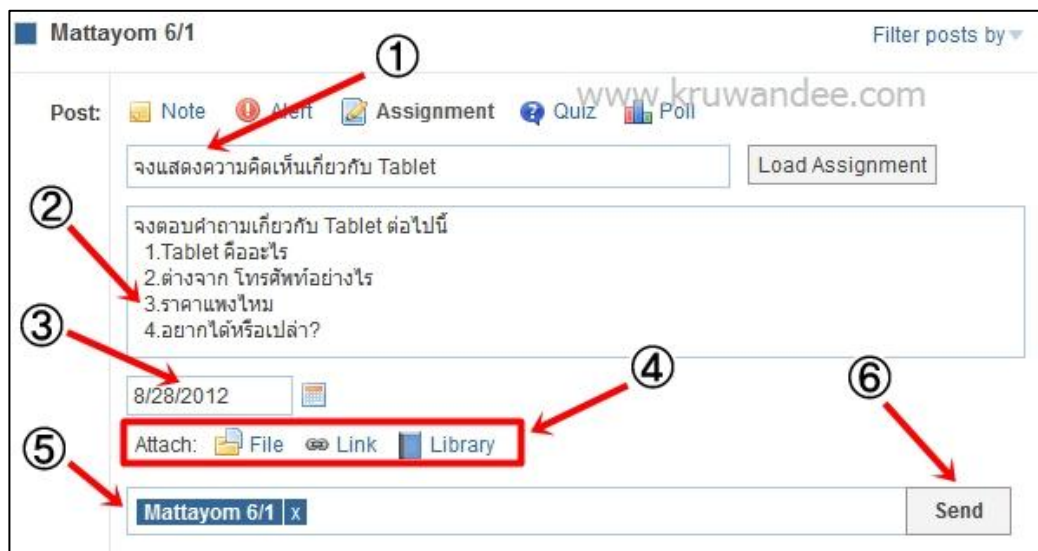 Mattayom 6/1
Filter posts by
①
www.kruwandee.com
Post: Note Alert Assignment Quiz Poll
จงแสดงความคิดเห็นเกี่ยวกับ Tablet
Load Assignment
②
จงตอบคำถามเกี่ยวกับ Tablet ต่อไปนี้
1.Tablet คืออะไร
2.ต่างจาก โทรศัพท์อย่างไร
3.ราคาแพงไหม
4.อยากได้หรือเปล่า?
③
④
⑥
8/28/2012
Attach: File Link Library
⑤
Mattayom 6/1 x
Send